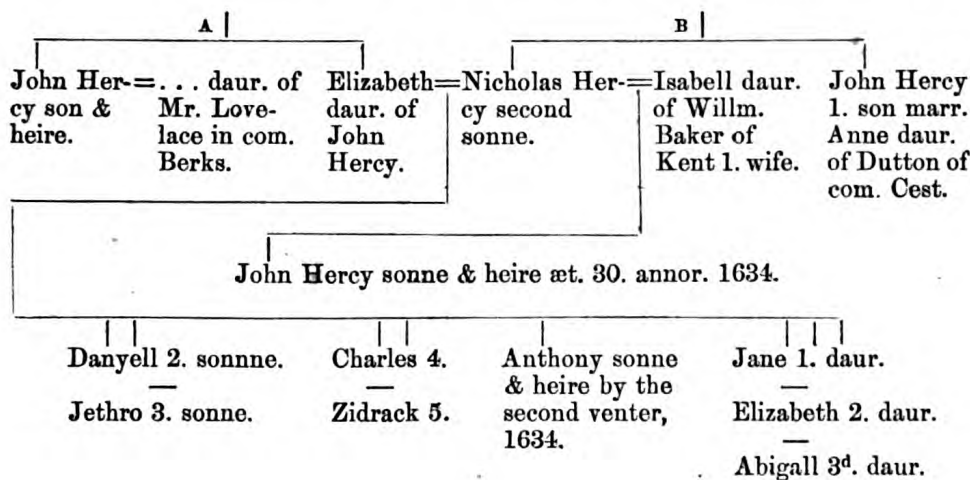 A
B
John Her-=. . . daur. of
cy son &
heire.
Mr. Love-
lace in com.
Berks.
Elizabeth=Nicholas Her-=Isabell daur.
daur. of
John
Hercy.
cy second
sonne.
of Willm.
Baker of
Kent 1. wife.
John Hercy
1. son marr.
Anne daur.
of Dutton of
com. Cest.
John Hercy sonne & heire æt. 30. annor. 1634.
Danyell 2. sonnne.
—
Jethro 3. sonne.
Charles 4.
—
Zidrack 5.
Anthony sonne
& heire by the
second venter,
1634.
Jane 1. daur.
—
Elizabeth 2. daur.
—
Abigall 3ᵈ. daur.